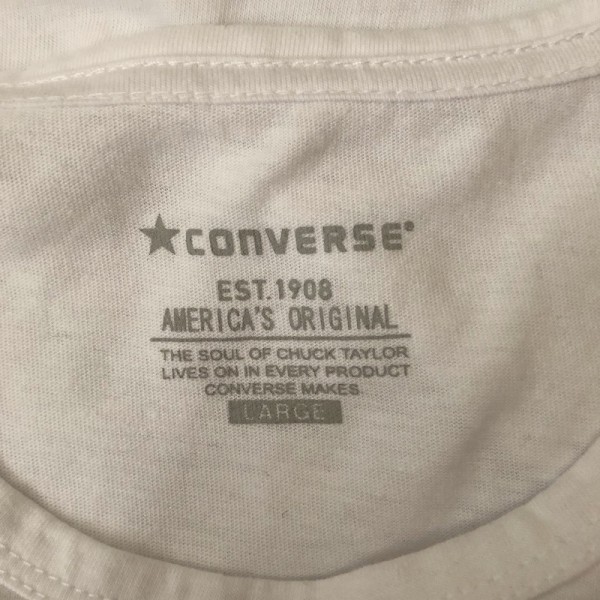 ★CONVERSE®
EST.1908
AMERICA'S ORIGINAL
THE SOUL OF CHUCK TAYLOR
LIVES ON IN EVERY PRODUCT
CONVERSE MAKES
LARGE